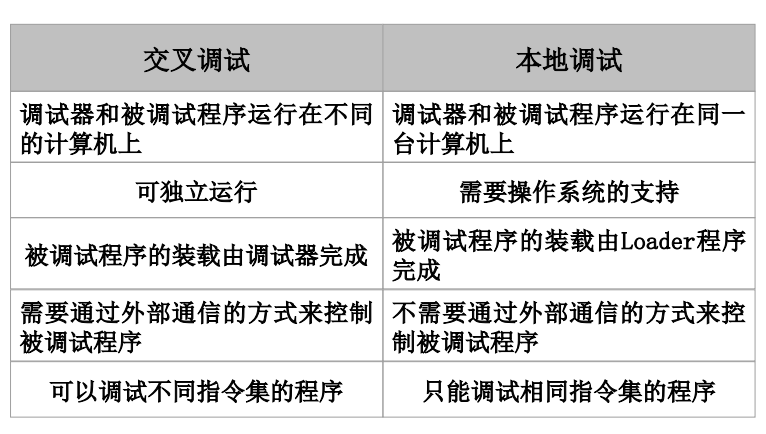 交叉调试
本地调试
调试器和被调试程序运行在不同
的计算机上
调试器和被调试程序运行在同一
台计算机上
可独立运行
需要操作系统的支持
被调试程序的装载由调试器完成
被调试程序的装载由Loader程序
完成
需要通过外部通信的方式来控制
被调试程序
不需要通过外部通信的方式来控
制被调试程序
可以调试不同指令集的程序
只能调试相同指令集的程序